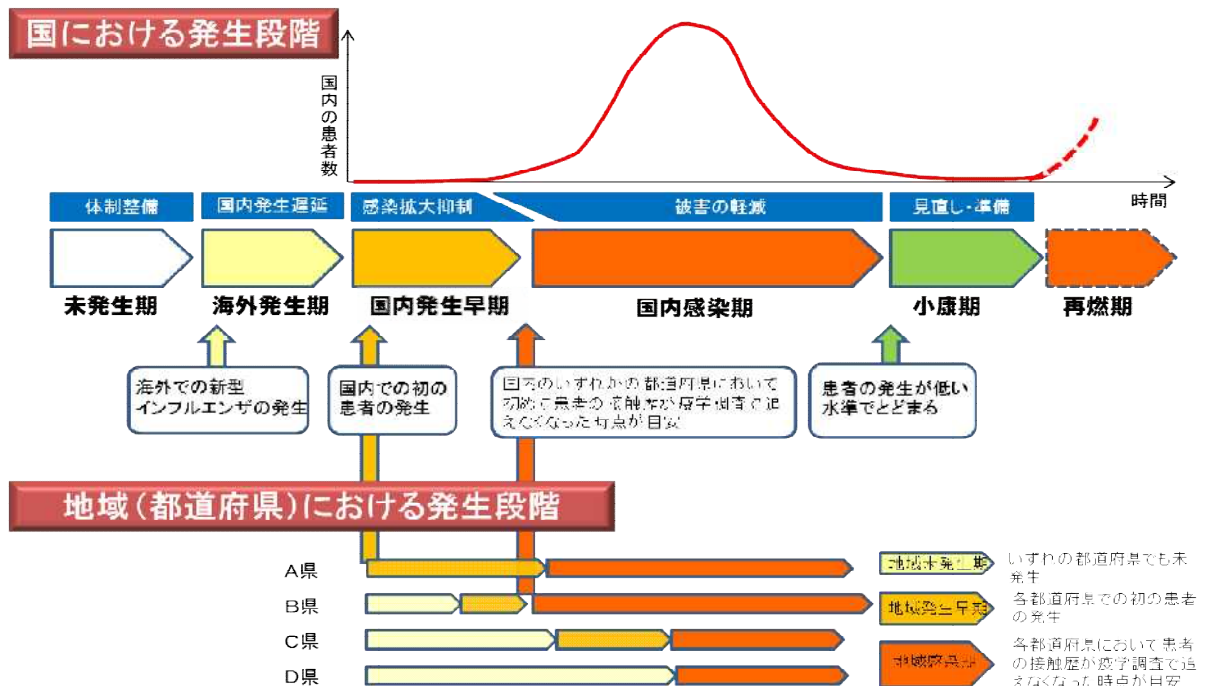 国における発生段階
国内の患者数
時間
体制整備
国内発生遅延
感染拡大抑制
被害の軽減
見直し・準備
未発生期
海外発生期
国内発生早期
国内感染期
小康期
再燃期
海外での新型
インフルエンザの発生
国内での初の
患者の発生
国内のいずれかの都道府県において
初めて患者の接触歴が疫学調査で追
えなくなった時点が目安
患者の発生が低い
水準でとどまる
地域(都道府県)における発生段階
A県
B県
C県
D県
地域未発生期
いずれの都道府県でも未
発生
地域発生早期
各都道府県での初の患者
の発生
地域感染期
各都道府県において患者
の接触歴が疫学調査で追
えなくなった時点が目安